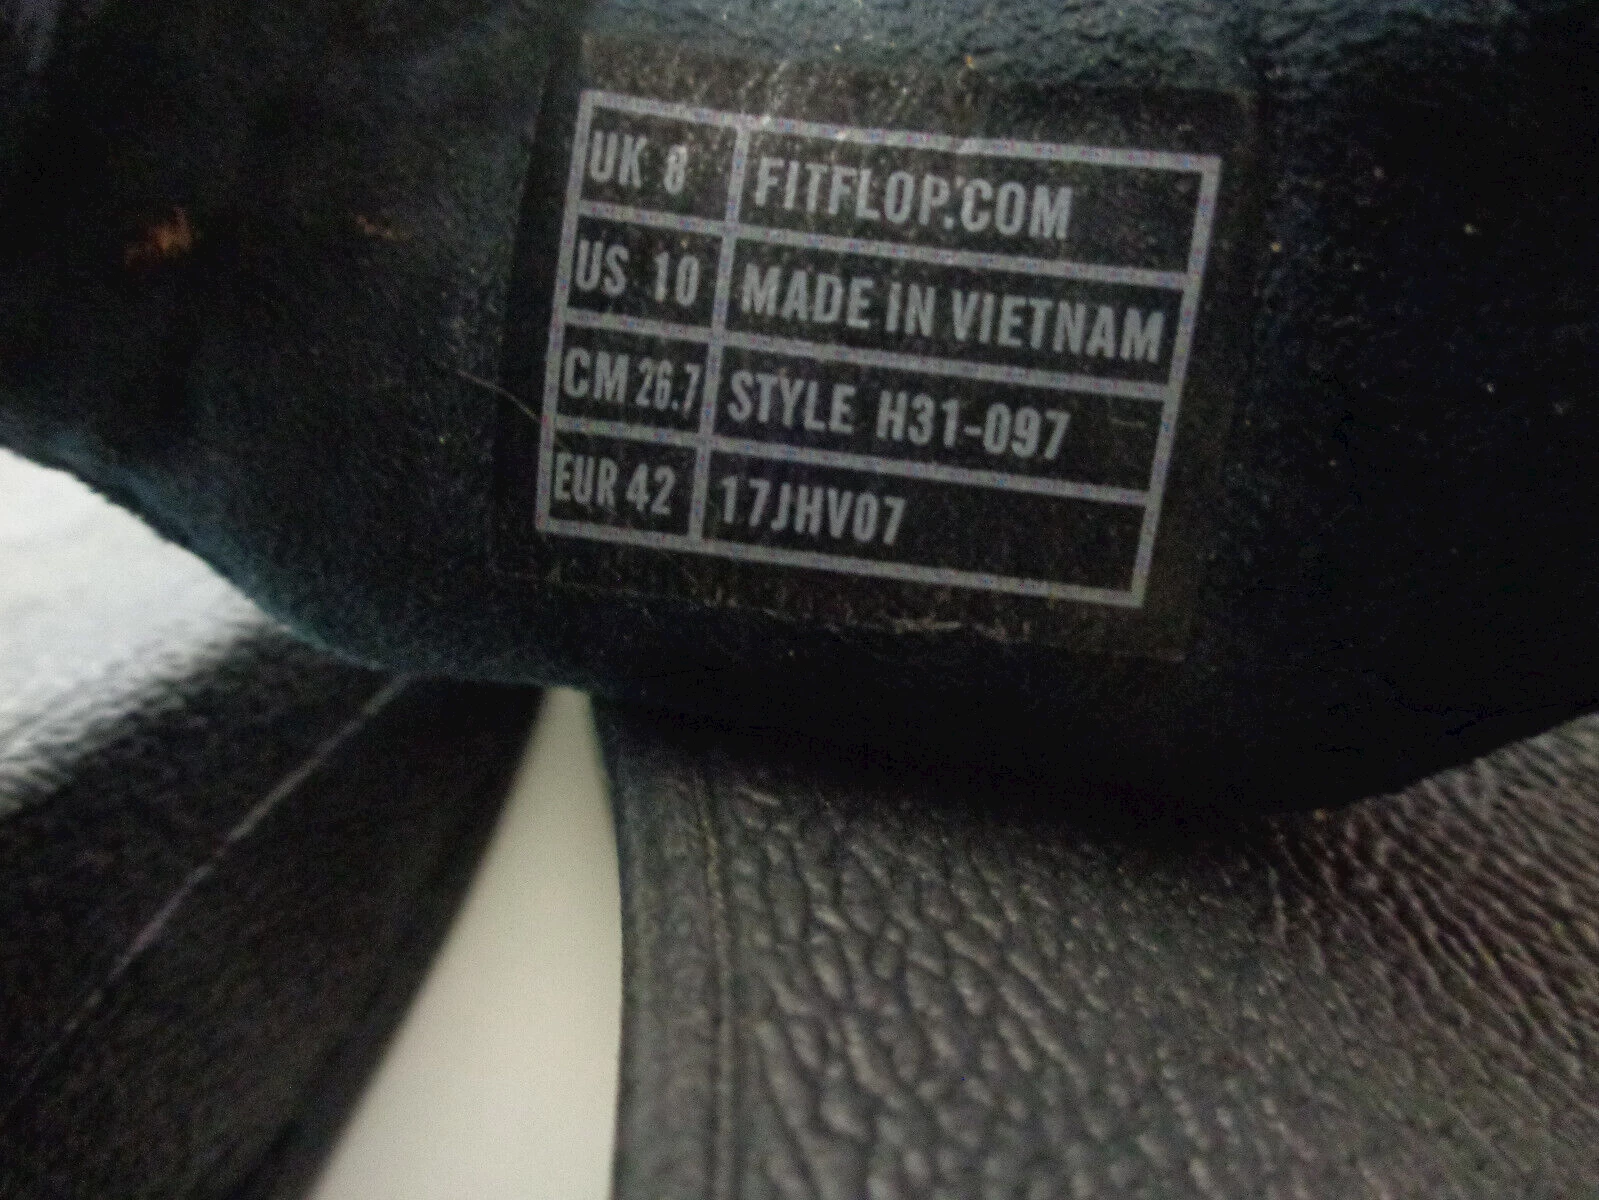 UK 8 FITFLOP.COM
US 10 MADE IN VIETNAM
CM 26.7 STYLE H31-097
EUR 42 17JHV07